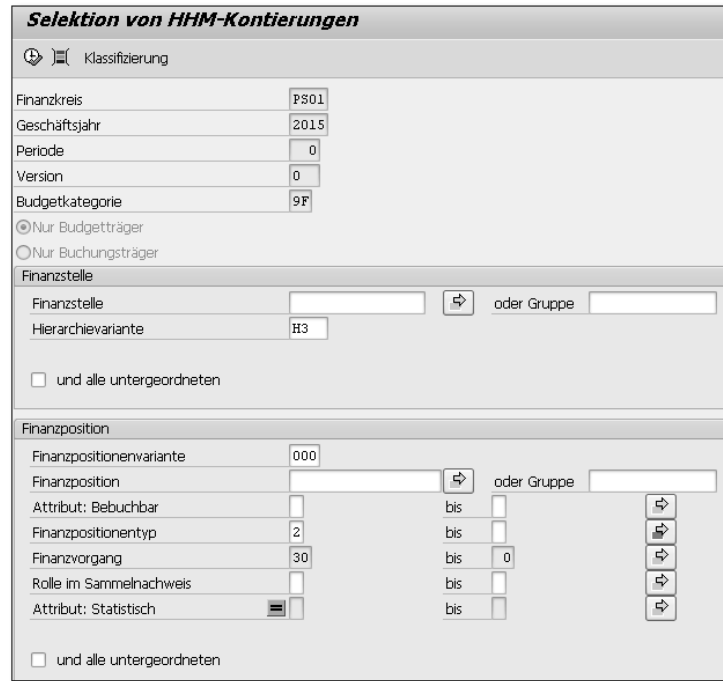 Selektion von HHM-Kontierungen
Klassifizierung
Finanzkreis PS01
Geschäftsjahr 2015
Periode 0
Version 0
Budgetkategorie 9F
Nur Budgetträger
Nur Buchungsträger
Finanzstelle
Finanzstelle oder Gruppe
Hierarchievariante H3
und alle untergeordneten
Finanzposition
Finanzpositionenvariante 000
Finanzposition oder Gruppe
Attribut: Bebuchbar bis
Finanzpositionentyp 2 bis
Finanzvorgang 30 bis 0
Rolle im Sammelnachweis bis
Attribut: Statistisch bis
und alle untergeordneten